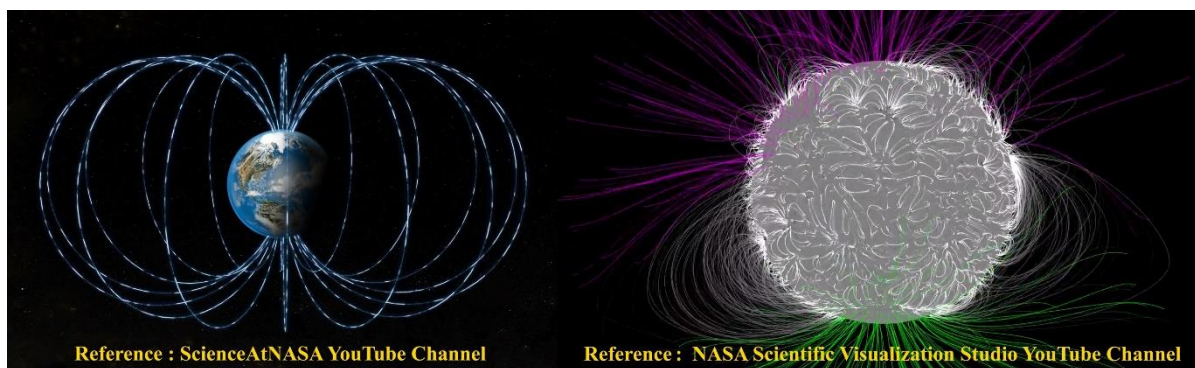 Reference : ScienceAtNASA YouTube Channel
Reference : NASA Scientific Visualization Studio YouTube Channel